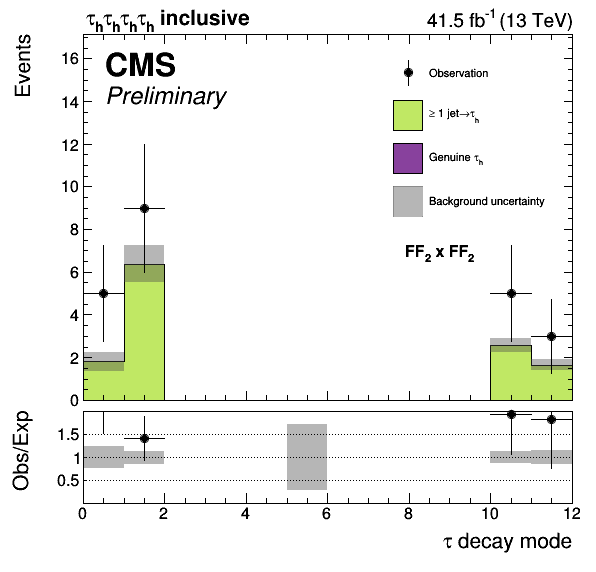 τhτhτhτh inclusive 41.5 fb⁻¹ (13 TeV)
Events
16
14
12
10
8
6
4
2
0
CMS
Preliminary
Observation
≥ 1 jet→τh
Genuine τh
Background uncertainty
FF₂ x FF₂
Obs/Exp
1.5
1
0.5
0 2 4 6 8 10 12
τ decay mode